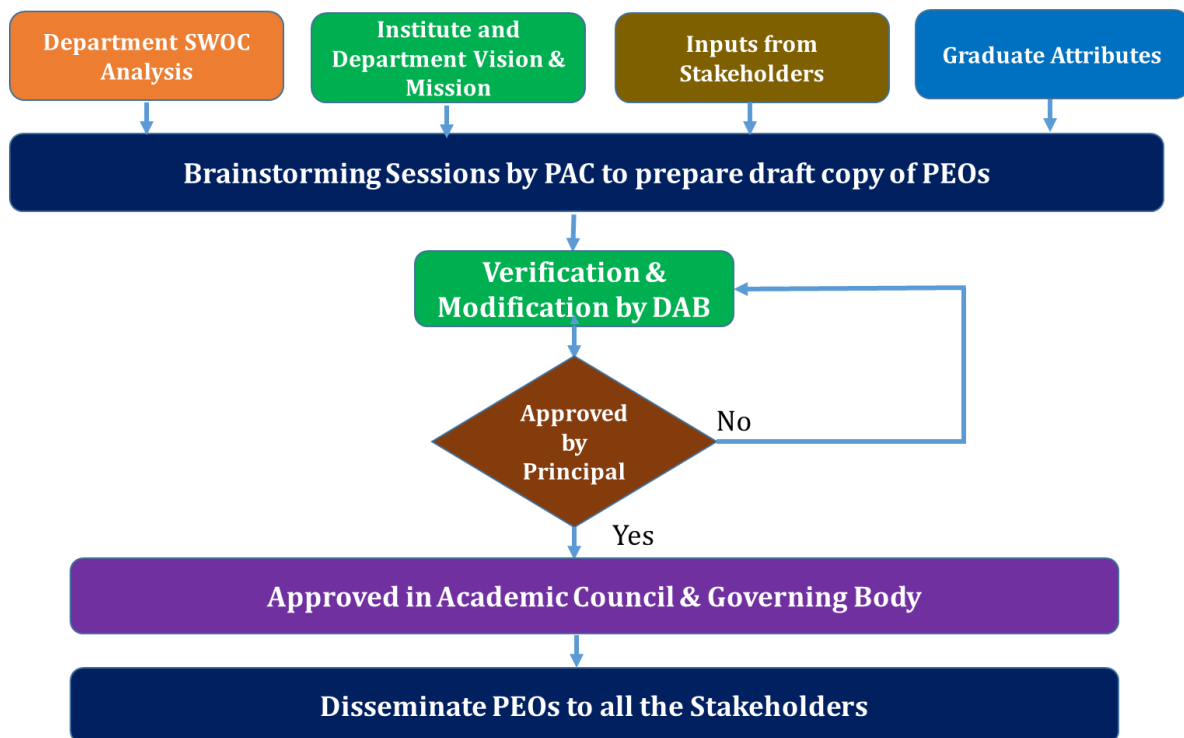 Department SWOC
Analysis
Institute and
Department Vision &
Mission
Inputs from
Stakeholders
Graduate Attributes
Brainstorming Sessions by PAC to prepare draft copy of PEOs
Verification &
Modification by DAB
Approved
by
Principal
No
Yes
Approved in Academic Council & Governing Body
Disseminate PEOs to all the Stakeholders